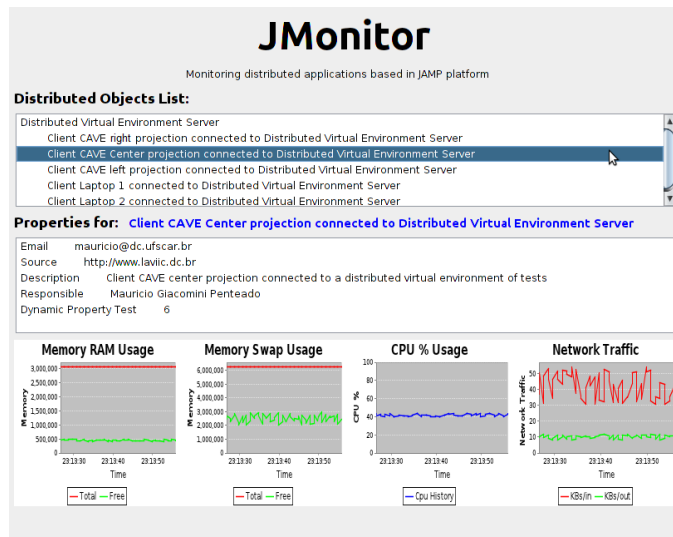 JMonitor
Monitoring distributed applications based in JAMP platform
Distributed Objects List:
Distributed Virtual Environment Server
Client CAVE right projection connected to Distributed Virtual Environment Server
Client CAVE Center projection connected to Distributed Virtual Environment Server
Client CAVE left projection connected to Distributed Virtual Environment Server
Client Laptop 1 connected to Distributed Virtual Environment Server
Client Laptop 2 connected to Distributed Virtual Environment Server
Properties for: Client CAVE Center projection connected to Distributed Virtual Environment Server
Email mauricio@dc.ufscar.br
Source http://www.laviic.dc.br
Description Client CAVE center projection connected to a distributed virtual environment of tests
Responsible Mauricio Giacomini Penteado
Dynamic Property Test 6
Memory RAM Usage
Memory
3,000,000
2,500,000
2,000,000
1,500,000
1,000,000
500,000
0
23:13:30 23:13:40 23:13:50
Time
Total Free
Memory Swap Usage
Memory
6,000,000
5,000,000
4,000,000
3,000,000
2,000,000
1,000,000
0
23:13:30 23:13:40 23:13:50
Time
Total Free
CPU % Usage
CPU %
100
80
60
40
20
0
23:13:30 23:13:40 23:13:50
Time
Cpu History
Network Traffic
Network Traffic
50
40
30
20
10
0
23:13:30 23:13:40 23:13:50
Time
KBs/in KBs/out